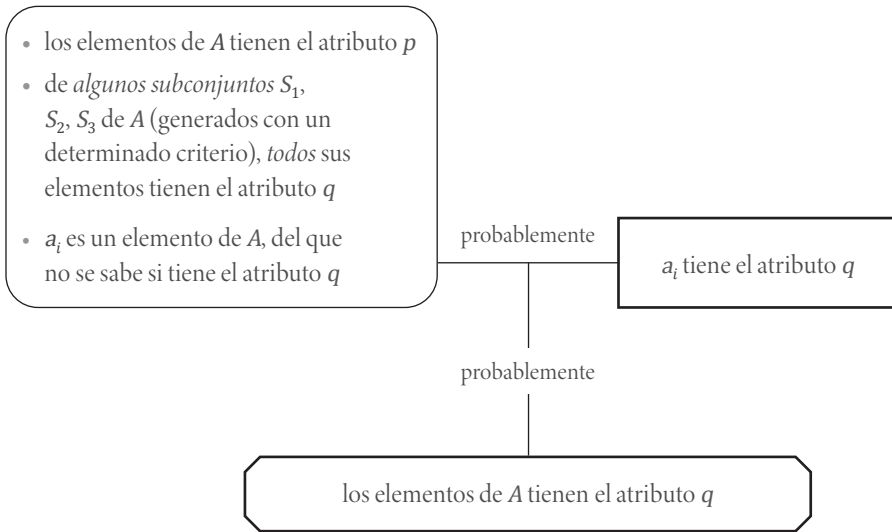 • los elementos de A tienen el atributo p
• de algunos subconjuntos S₁,
S₂, S₃ de A (generados con un
determinado criterio), todos sus
elementos tienen el atributo q
• aᵢ es un elemento de A, del que
no se sabe si tiene el atributo q
probablemente
aᵢ tiene el atributo q
probablemente
los elementos de A tienen el atributo q